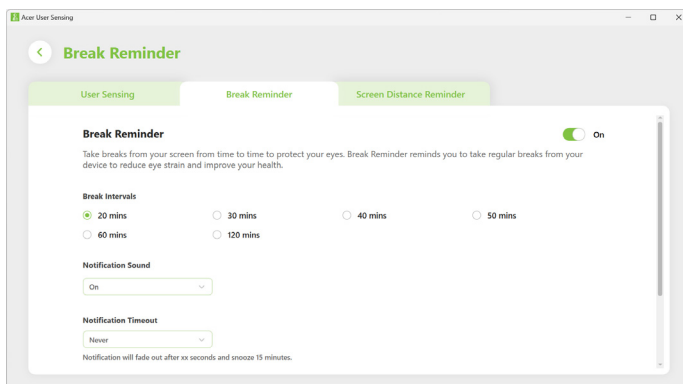 Acer User Sensing
Break Reminder
User Sensing
Break Reminder
Screen Distance Reminder
Break Reminder
On
Take breaks from your screen from time to time to protect your eyes. Break Reminder reminds you to take regular breaks from your
device to reduce eye strain and improve your health.
Break Intervals
20 mins
30 mins
40 mins
50 mins
60 mins
120 mins
Notification Sound
On
Notification Timeout
Never
Notification will fade out after xx seconds and snooze 15 minutes.